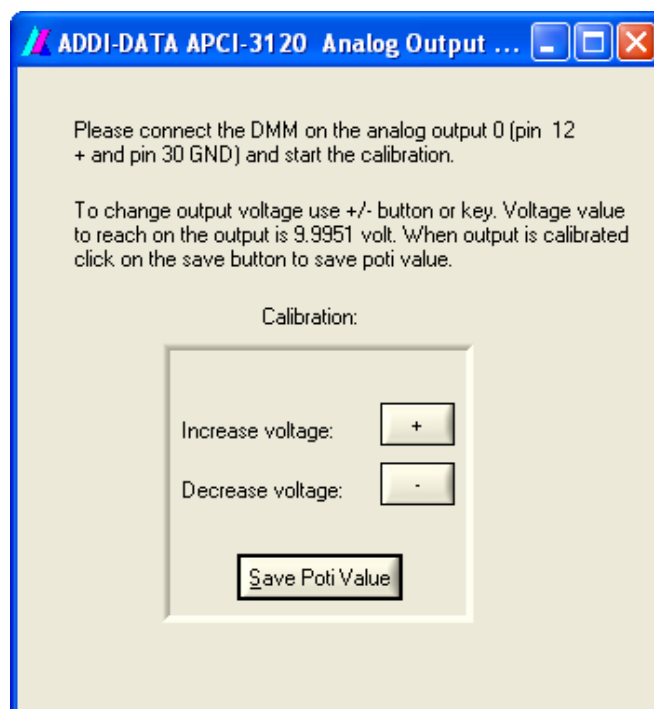 ADDI-DATA APCI-3120 Analog Output ...
Please connect the DMM on the analog output 0 (pin 12
+ and pin 30 GND) and start the calibration.
To change output voltage use +/- button or key. Voltage value
to reach on the output is 9.9951 volt. When output is calibrated
click on the save button to save poti value.
Calibration:
Increase voltage:
+
Decrease voltage:
-
Save Poti Value